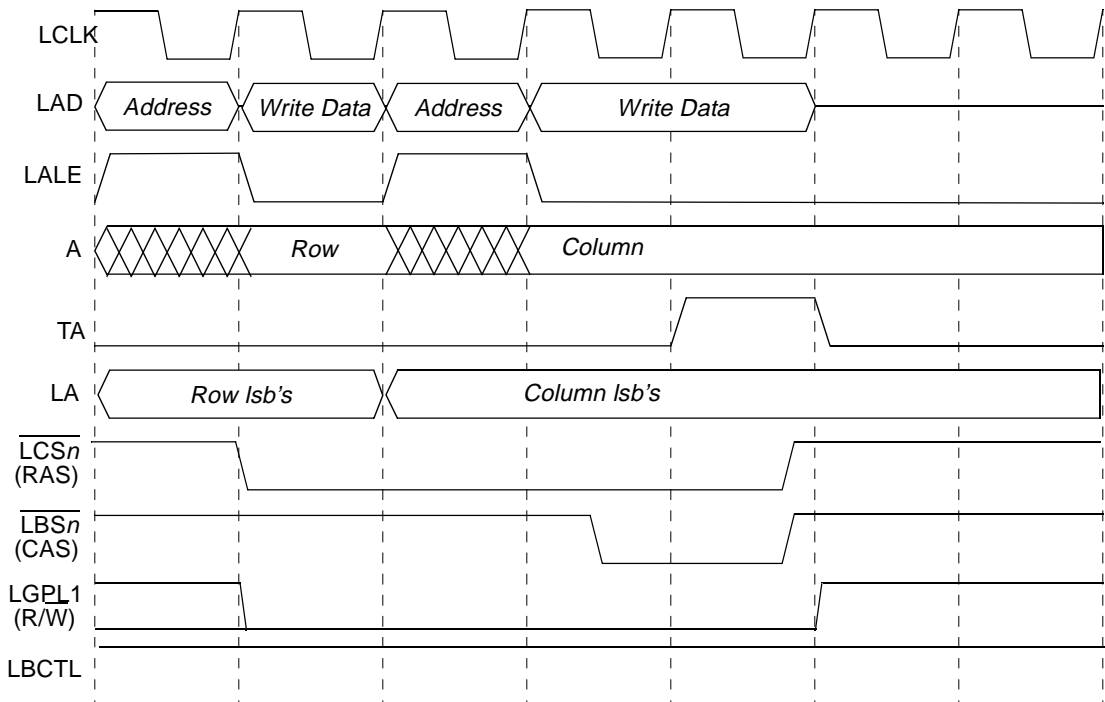 LCLK
LAD Address Write Data Address Write Data
LALE
A Row Column
TA
LA Row lsb's Column lsb's
LCSn
(RAS)
LBSn
(CAS)
LGPL1
(R/W)
LBCTL